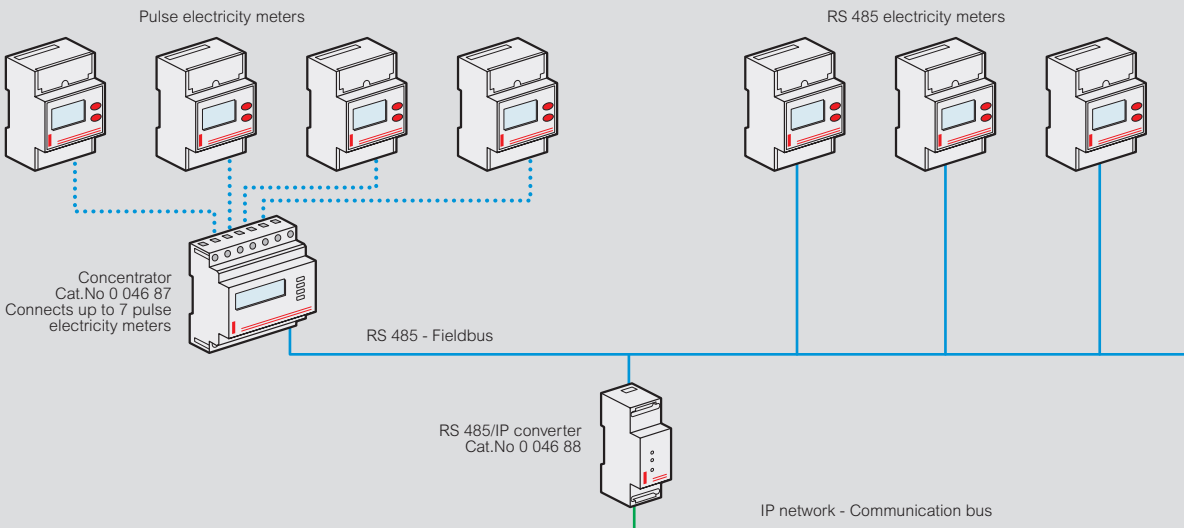 Pulse electricity meters
RS 485 electricity meters
Concentrator
Cat.No 0 046 87
Connects up to 7 pulse
electricity meters
RS 485 - Fieldbus
RS 485/IP converter
Cat.No 0 046 88
IP network - Communication bus